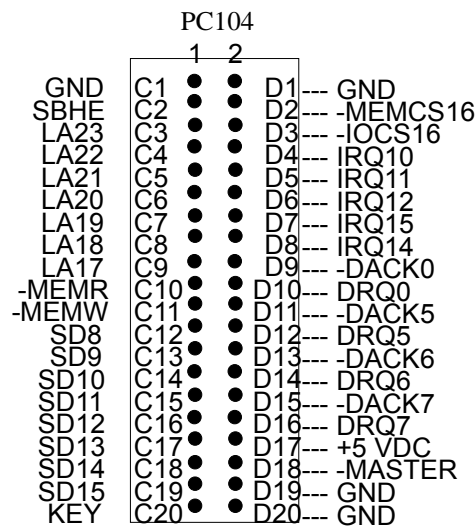 PC104
1 2
GND C1 D1--- GND
SBHE C2 D2--- -MEMCS16
LA23 C3 D3--- -IOCS16
LA22 C4 D4--- IRQ10
LA21 C5 D5--- IRQ11
LA20 C6 D6--- IRQ12
LA19 C7 D7--- IRQ15
LA18 C8 D8--- IRQ14
LA17 C9 D9--- -DACK0
-MEMR C10 D10--- DRQ0
-MEMW C11 D11--- -DACK5
SD8 C12 D12--- DRQ5
SD9 C13 D13--- -DACK6
SD10 C14 D14--- DRQ6
SD11 C15 D15--- -DACK7
SD12 C16 D16--- DRQ7
SD13 C17 D17--- +5 VDC
SD14 C18 D18--- -MASTER
SD15 C19 D19--- GND
KEY C20 D20--- GND